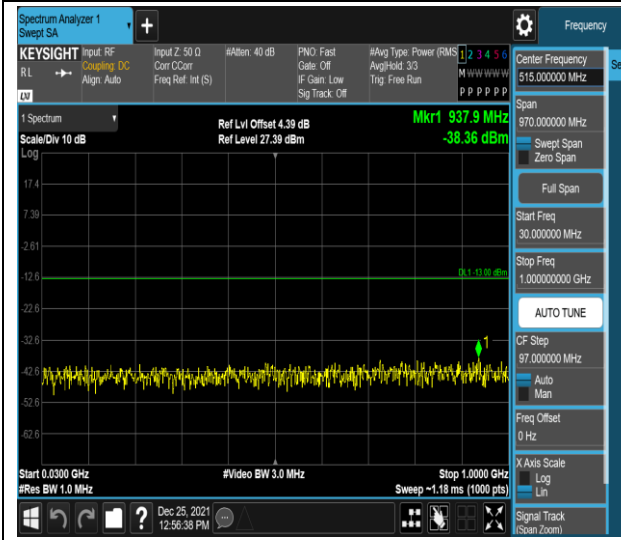 Spectrum Analyzer 1
Swept SA
Frequency
KEYSIGHT
RL
LXI
Input: RF
Coupling: DC
Align: Auto
Input Z: 50 Ω
Corr CCorr
Freq Ref: Int (S)
#Atten: 40 dB
PNO: Fast
Gate: Off
IF Gain: Low
Sig Track: Off
#Avg Type: Power (RMS
Avg|Hold: 3/3
Trig: Free Run
1 2 3 4 5 6
M W W W W W
P P P P P P
1 Spectrum
Scale/Div 10 dB
Log
Ref Lvl Offset 4.39 dB
Ref Level 27.39 dBm
Mkr1 937.9 MHz
-38.36 dBm
17.4
7.39
-2.61
-12.6
DL1 -13.00 dBm
-22.6
-32.6
1
-42.6
-52.6
-62.6
Start 0.0300 GHz
#Res BW 1.0 MHz
#Video BW 3.0 MHz
Stop 1.0000 GHz
Sweep ~1.18 ms (1000 pts)
Center Frequency
515.000000 MHz
Se
Span
970.000000 MHz
Swept Span
Zero Span
Full Span
Start Freq
30.000000 MHz
Stop Freq
1.000000000 GHz
AUTO TUNE
CF Step
97.000000 MHz
Auto
Man
Freq Offset
0 Hz
X Axis Scale
Log
Lin
Signal Track
(Span Zoom)
?
Dec 25, 2021
12:56:38 PM